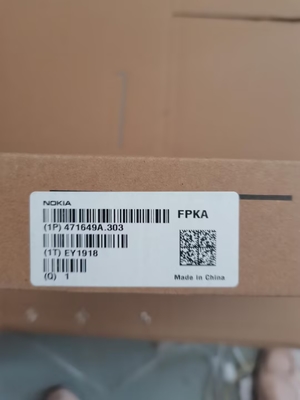 NOKIA
FPKA
(1P) 471649A.303
(1T) EY1918
(Q) 1
Made in China